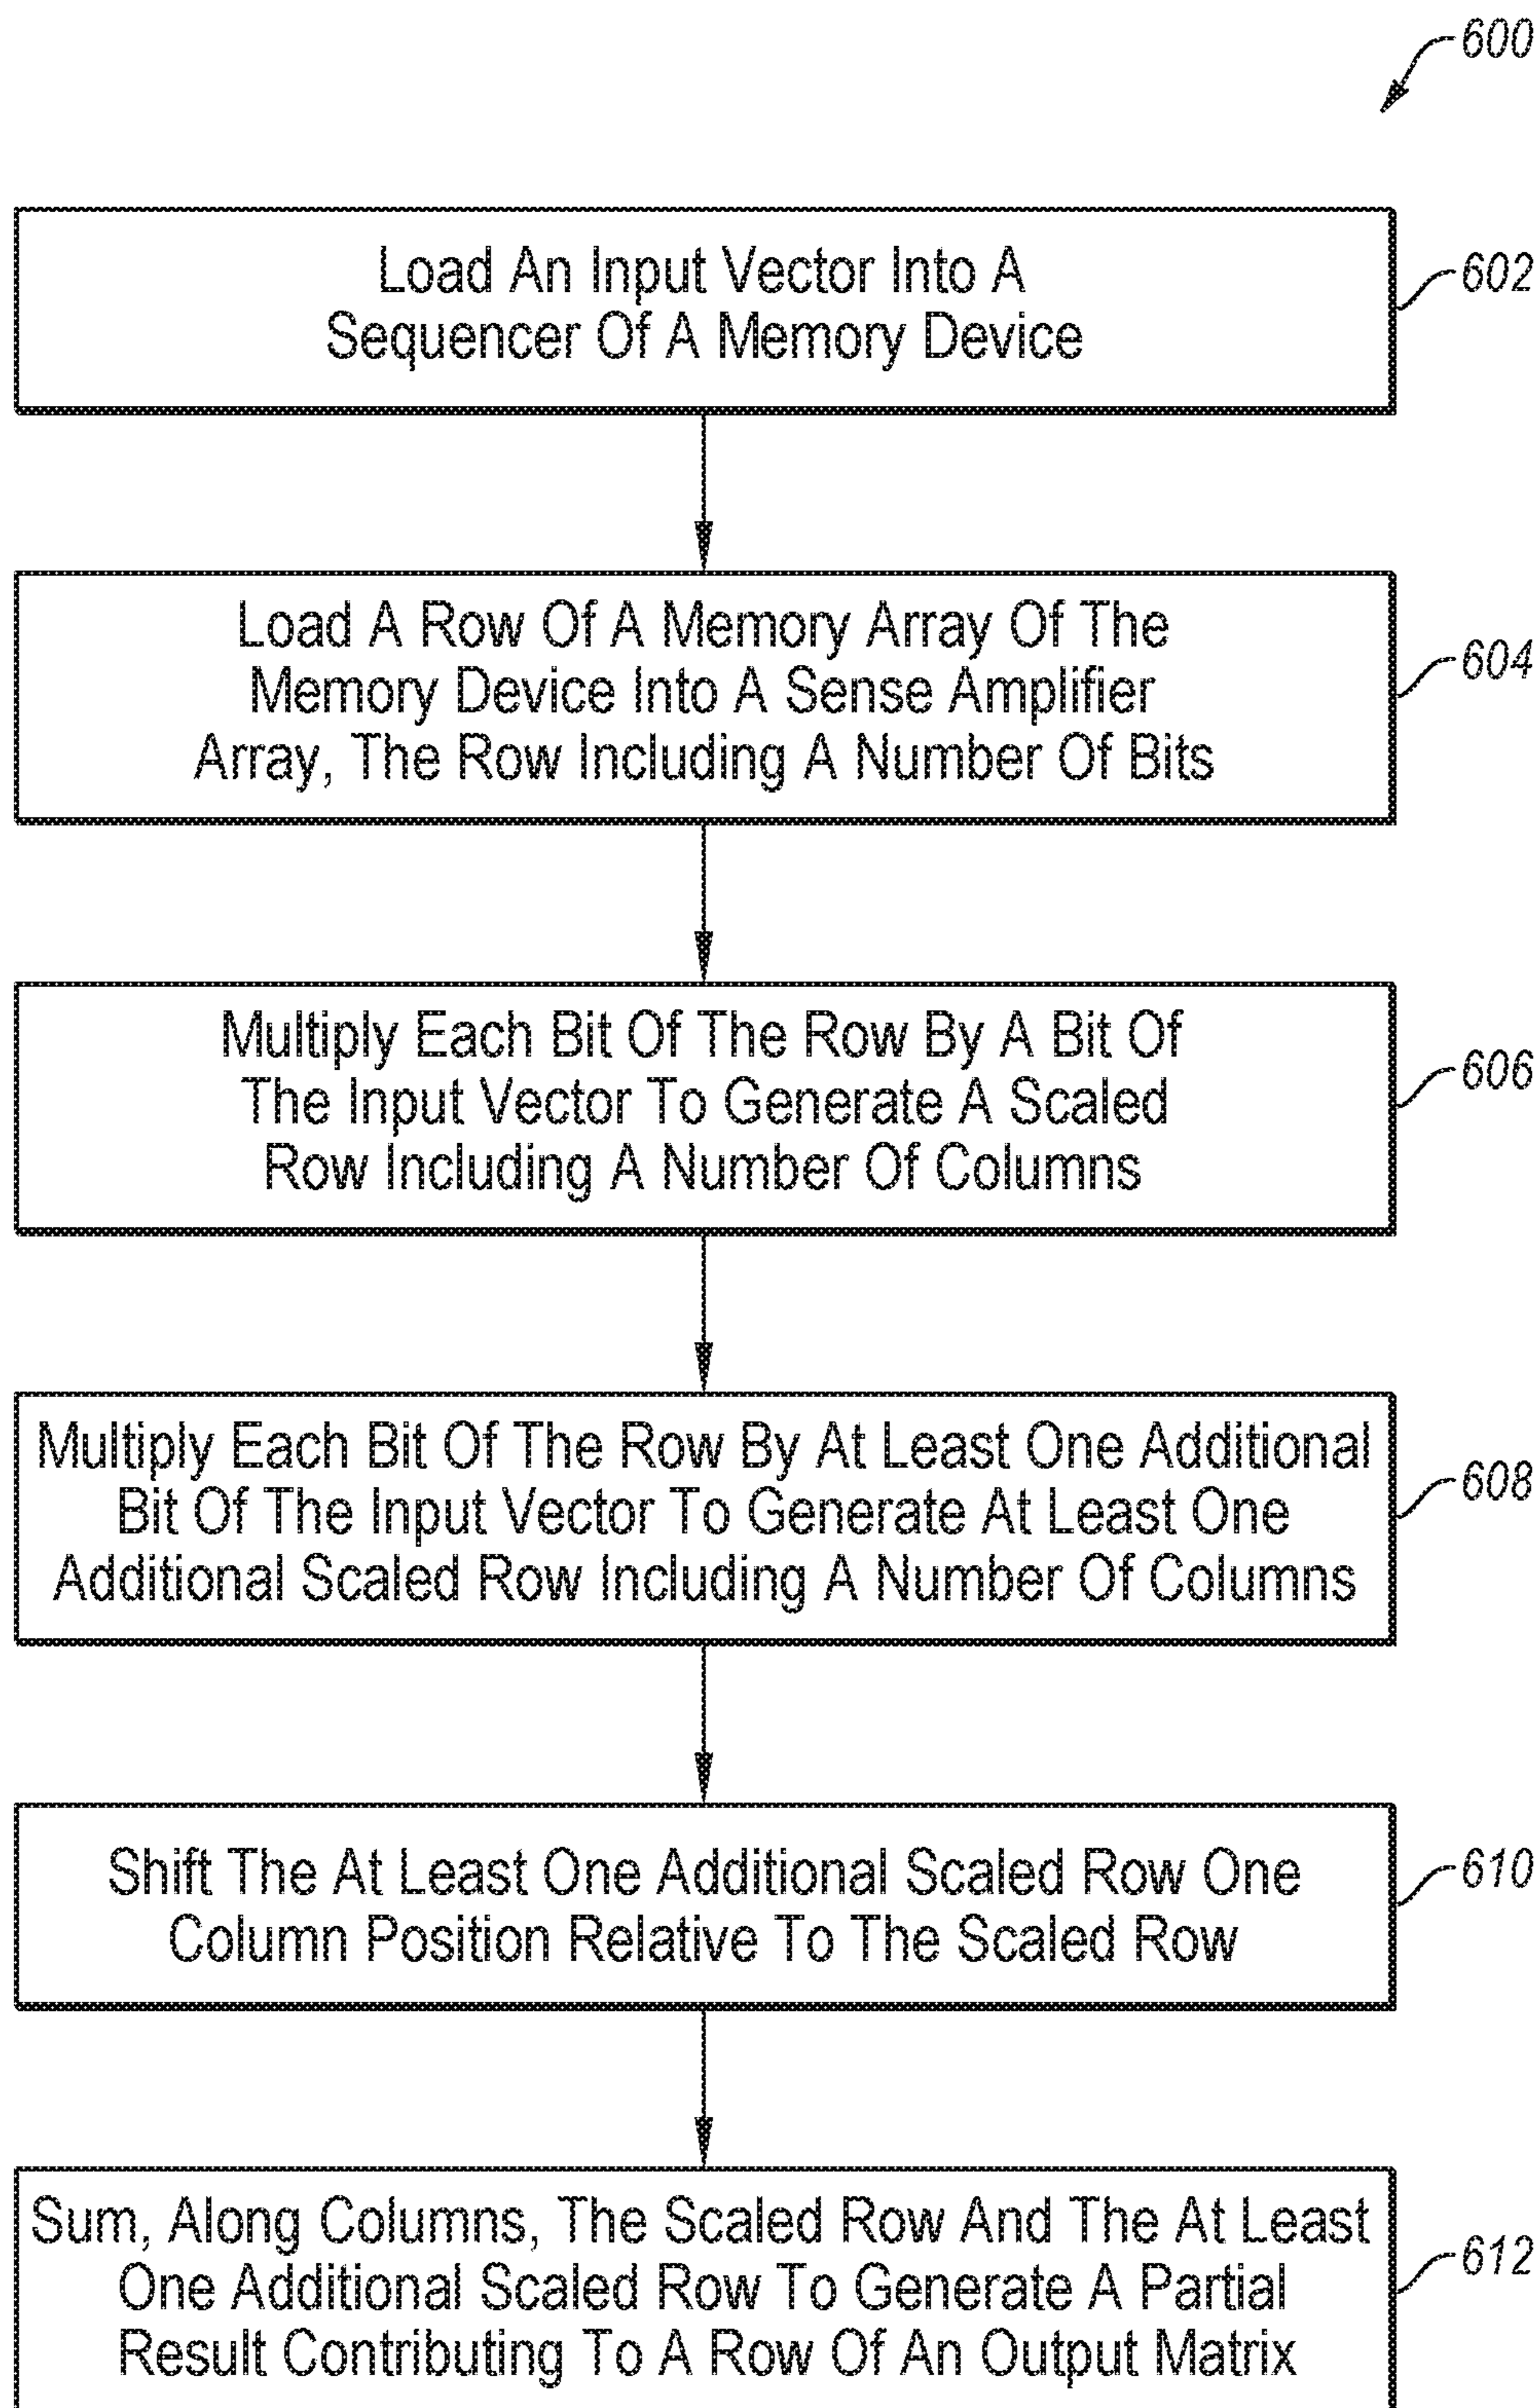 600
Load An Input Vector Into A
Sequencer Of A Memory Device
602
Load A Row Of A Memory Array Of The
Memory Device Into A Sense Amplifier
Array, The Row Including A Number Of Bits
604
Multiply Each Bit Of The Row By A Bit Of
The Input Vector To Generate A Scaled
Row Including A Number Of Columns
606
Multiply Each Bit Of The Row By At Least One Additional
Bit Of The Input Vector To Generate At Least One
Additional Scaled Row Including A Number Of Columns
608
Shift The At Least One Additional Scaled Row One
Column Position Relative To The Scaled Row
610
Sum, Along Columns, The Scaled Row And The At Least
One Additional Scaled Row To Generate A Partial
Result Contributing To A Row Of An Output Matrix
612